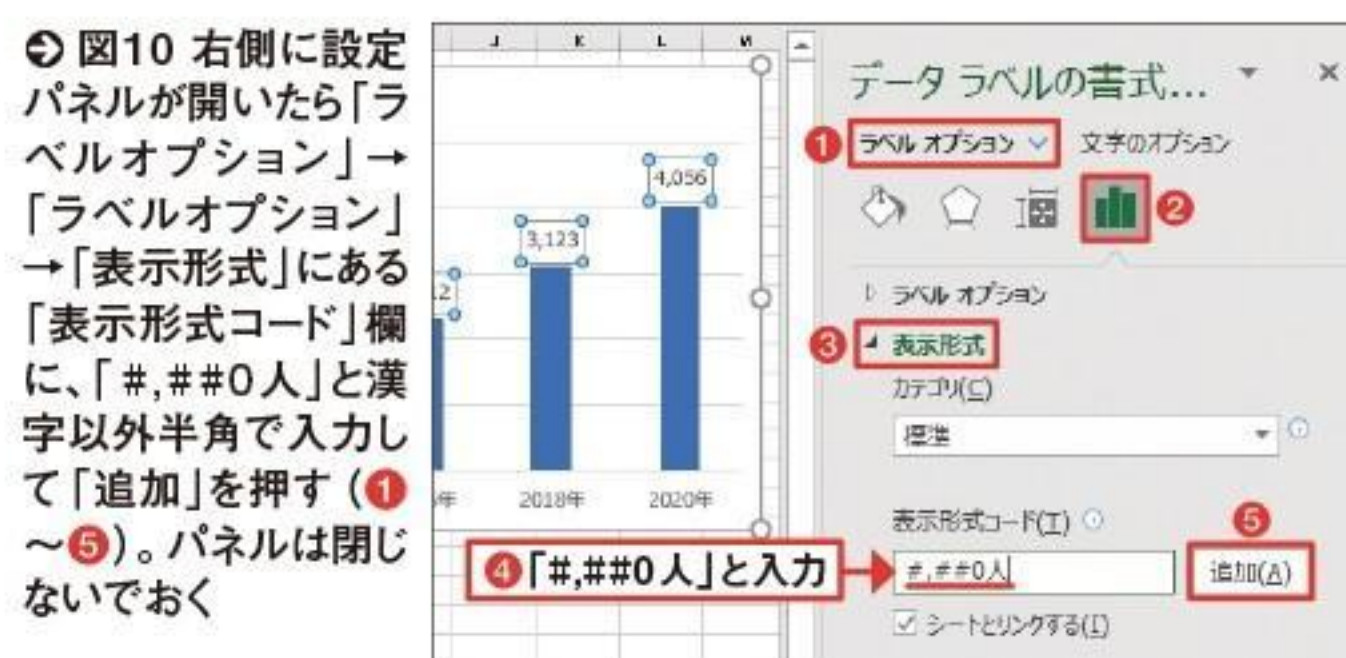 ➲ 図10 右側に設定
パネルが開いたら「ラ
ベルオプション」→
「ラベルオプション」
→「表示形式」にある
「表示形式コード」欄
に、「#,##0人」と漢
字以外半角で入力し
て「追加」を押す（❶
～❺）。パネルは閉じ
ないでおく
J K L M
4,056
3,123
2
年 2018年 2020年
❹「#,##0人」と入力
データ ラベルの書式...
❶ ラベル オプション 文字のオプション
❷
ラベル オプション
❸ 表示形式
カテゴリ(C)
標準
表示形式コード(T)
❺
#,##0人
追加(A)
シートとリンクする(I)